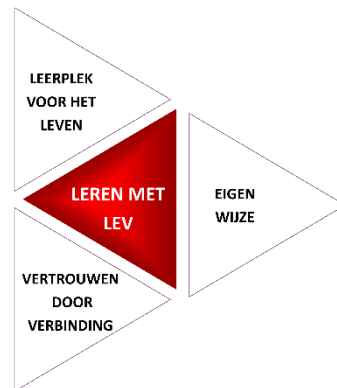 LEERPLEK
VOOR HET
LEVEN
LEREN MET
LEV
EIGEN
WIJZE
VERTROUWEN
DOOR
VERBINDING